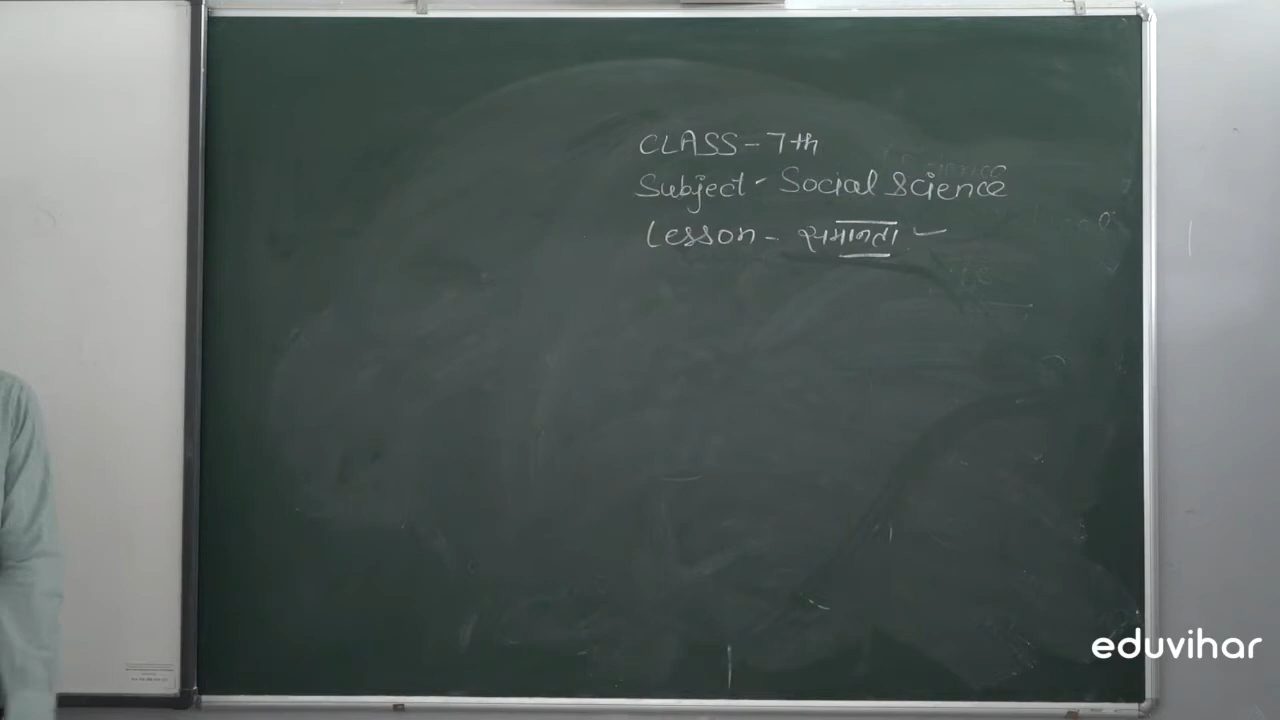 CLASS - 7th
Subject - Social Science
Lesson - समानता
eduvihar